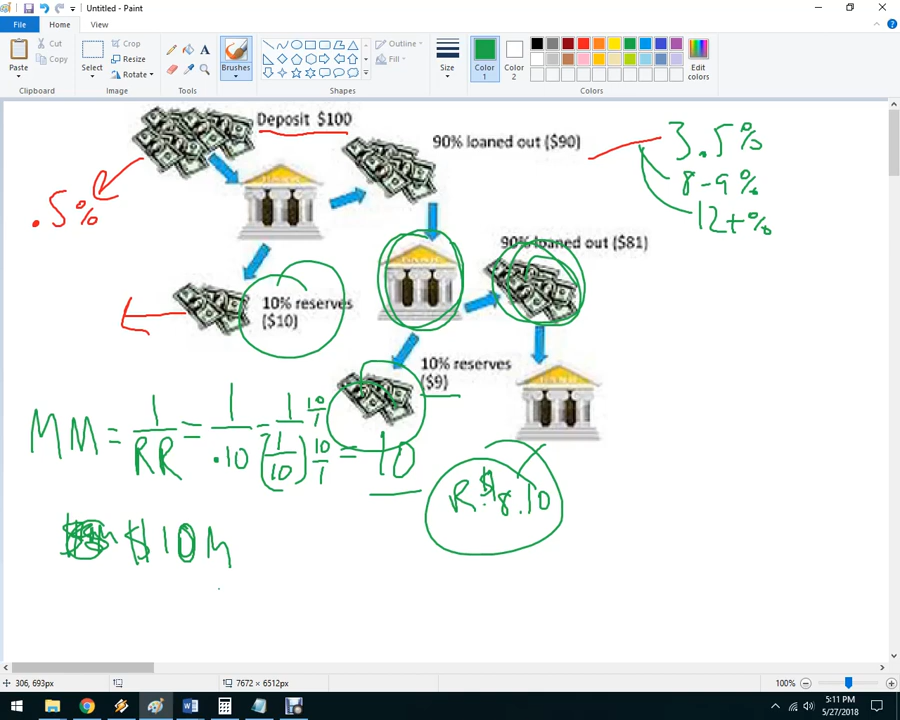 Untitled - Paint
File
Home
View
Paste
Cut
Copy
Clipboard
Select
Crop
Resize
Rotate
Image
A
Tools
Brushes
Outline
Fill
Shapes
Size
Color 1
Color 2
Edit colors
Colors
Deposit $100
90% loaned out ($90)
3.5%
8-9%
12+%
.5%
90% loaned out ($81)
10% reserves
($10)
10% reserves
($9)
MM = 1/RR = 1/.10 = 1/(1/10) 10/1 10/1 = 10
R.$8.10
$10M
306, 693px
7672 × 6512px
100%
5:11 PM
5/27/2018